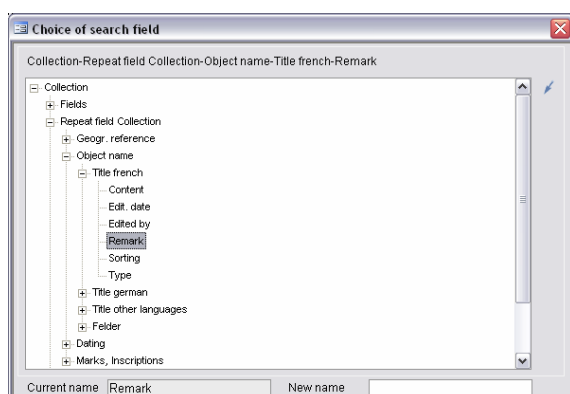 Choice of search field
Collection-Repeat field Collection-Object name-Title french-Remark
Collection
Fields
Repeat field Collection
Geogr. reference
Object name
Title french
Content
Edit. date
Edited by
Remark
Sorting
Type
Title german
Title other languages
Felder
Dating
Marks, Inscriptions
Current name Remark New name